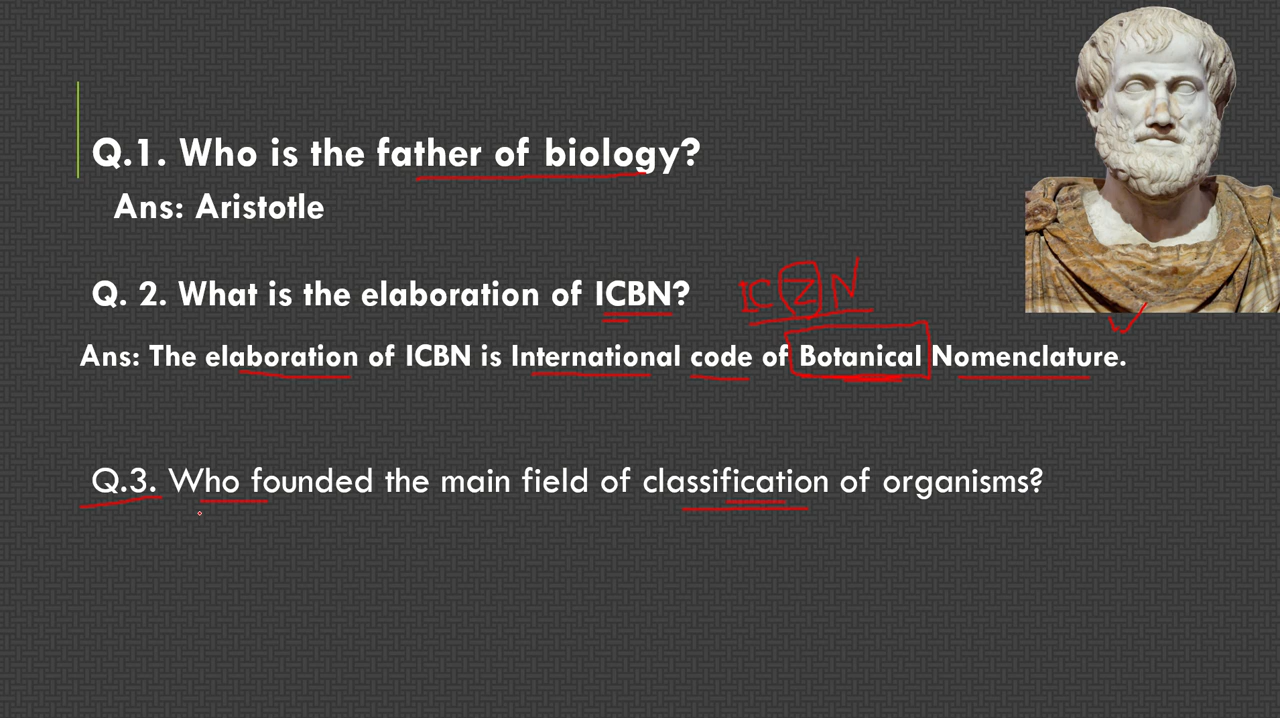 Q.1. Who is the father of biology?
Ans: Aristotle
Q. 2. What is the elaboration of ICBN?
ICZN
Ans: The elaboration of ICBN is International code of Botanical Nomenclature.
Q.3. Who founded the main field of classification of organisms?